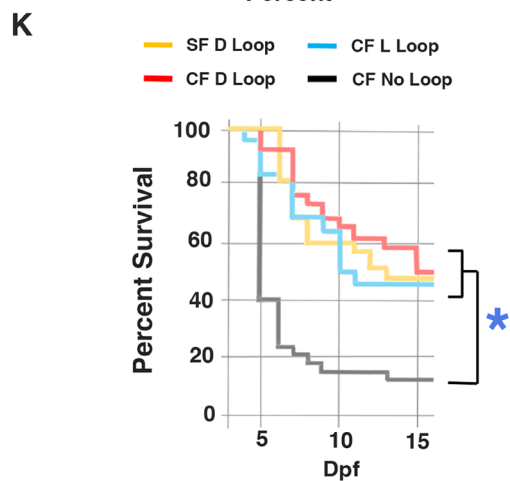 K
SF D Loop
CF L Loop
CF D Loop
CF No Loop
Percent Survival
100
80
60
40
20
0
5
10
15
Dpf
*